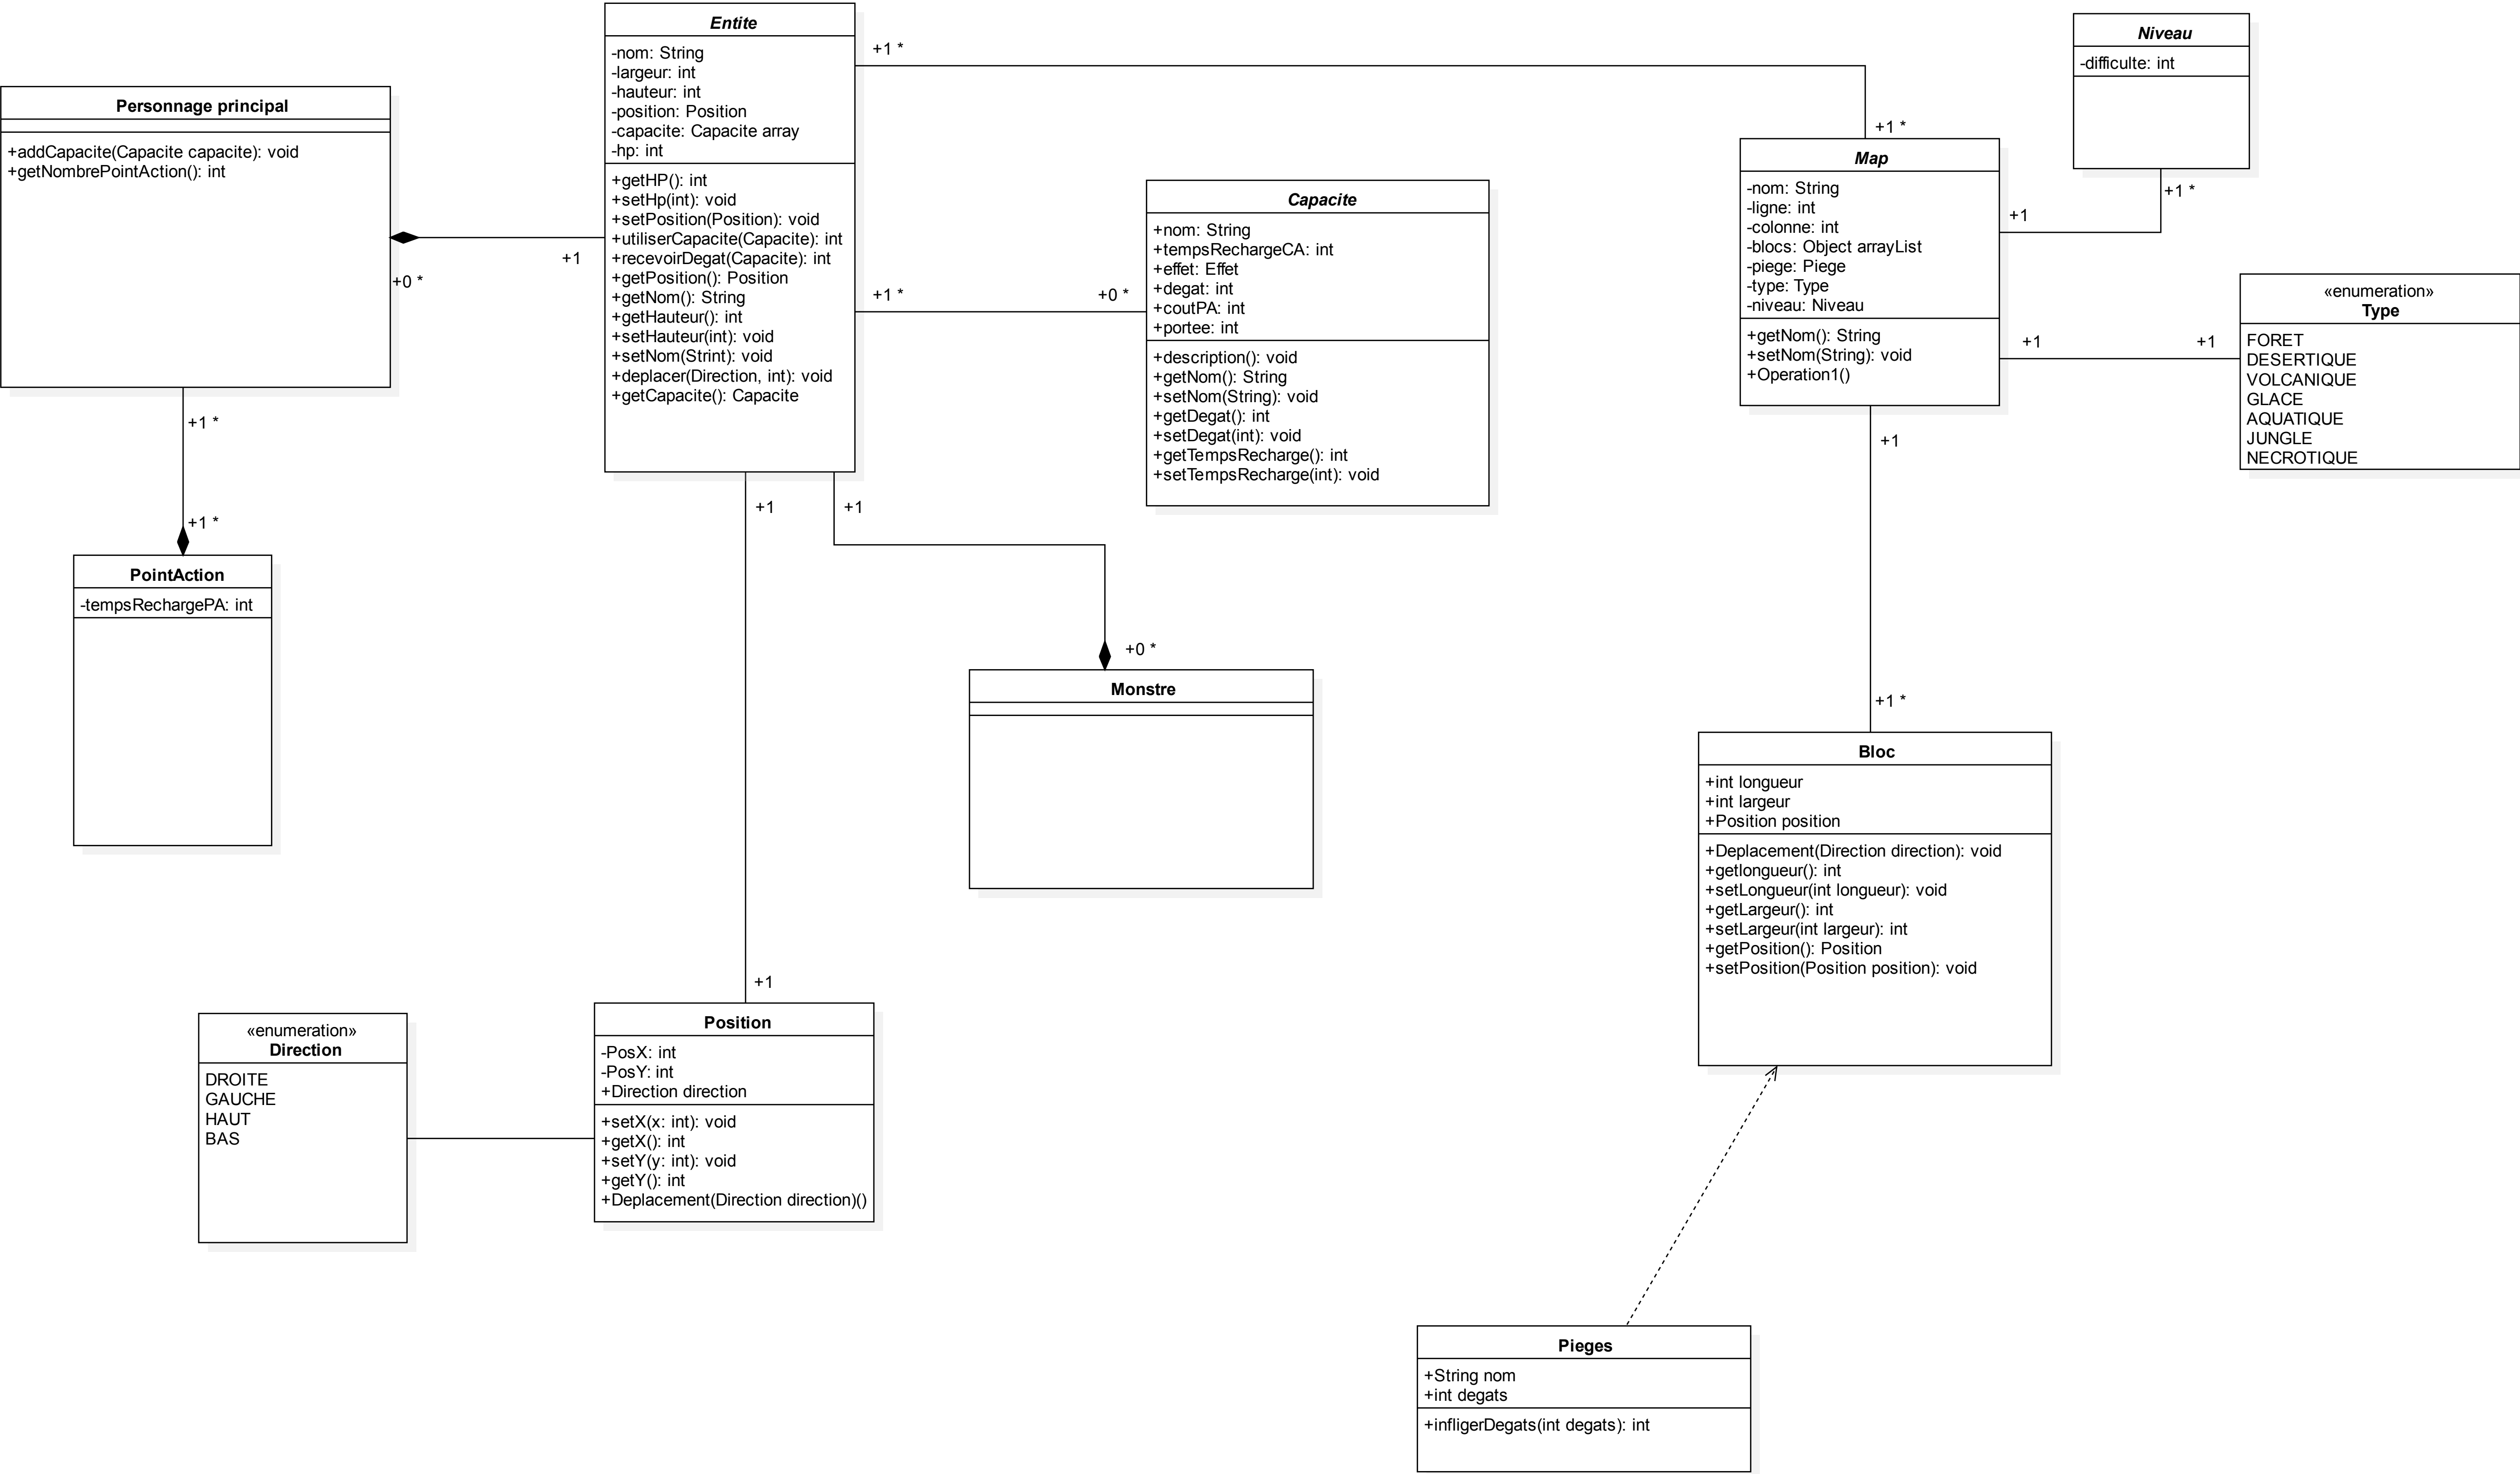 Entite
-nom: String
-largeur: int
-hauteur: int
-position: Position
-capacite: Capacite array
-hp: int
+getHP(): int
+setHp(int): void
+setPosition(Position): void
+utiliserCapacite(Capacite): int
+recevoirDegat(Capacite): int
+getPosition(): Position
+getNom(): String
+getHauteur(): int
+setHauteur(int): void
+setNom(Strint): void
+deplacer(Direction, int): void
+getCapacite(): Capacite
+1 *
+1 *
Niveau
-difficulte: int
+1 *
+1
Personnage principal
+addCapacite(Capacite capacite): void
+getNombrePointAction(): int
+1
+0 *
+1 *
+1 *
Capacite
+nom: String
+tempsRechargeCA: int
+effet: Effet
+degat: int
+coutPA: int
+portee: int
+description(): void
+getNom(): String
+setNom(String): void
+getDegat(): int
+setDegat(int): void
+getTempsRecharge(): int
+setTempsRecharge(int): void
+1 *
+0 *
Map
-nom: String
-ligne: int
-colonne: int
-blocs: Object arrayList
-piege: Piege
-type: Type
-niveau: Niveau
+getNom(): String
+setNom(String): void
+Operation1()
+1
+1
«enumeration»
Type
FORET
DESERTIQUE
VOLCANIQUE
GLACE
AQUATIQUE
JUNGLE
NECROTIQUE
+1
+1 *
PointAction
-tempsRechargePA: int
+1
+1
+0 *
Monstre
+1
Bloc
+int longueur
+int largeur
+Position position
+Deplacement(Direction direction): void
+getlongueur(): int
+setLongueur(int longueur): void
+getLargeur(): int
+setLargeur(int largeur): int
+getPosition(): Position
+setPosition(Position position): void
«enumeration»
Direction
DROITE
GAUCHE
HAUT
BAS
Position
-PosX: int
-PosY: int
+Direction direction
+setX(x: int): void
+getX(): int
+setY(y: int): void
+getY(): int
+Deplacement(Direction direction)()
Pieges
+String nom
+int degats
+infligerDegats(int degats): int